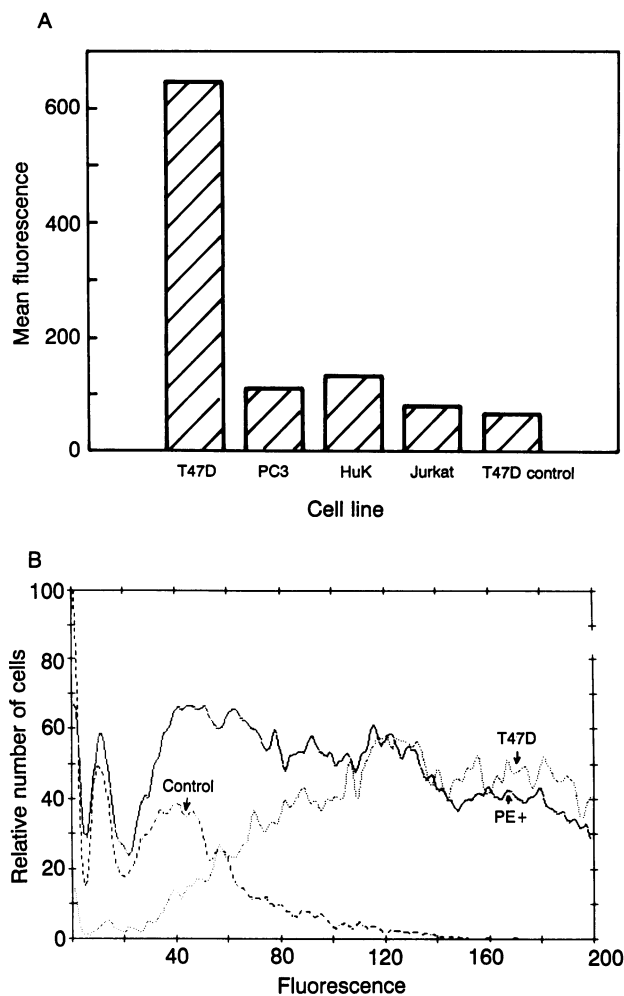 A
600
400
200
0
Mean fluorescence
T47D PC3 HuK Jurkat T47D control
Cell line
B
100
80
60
40
20
0
Relative number of cells
T47D
Control
PE+
40 80 120 160 200
Fluorescence